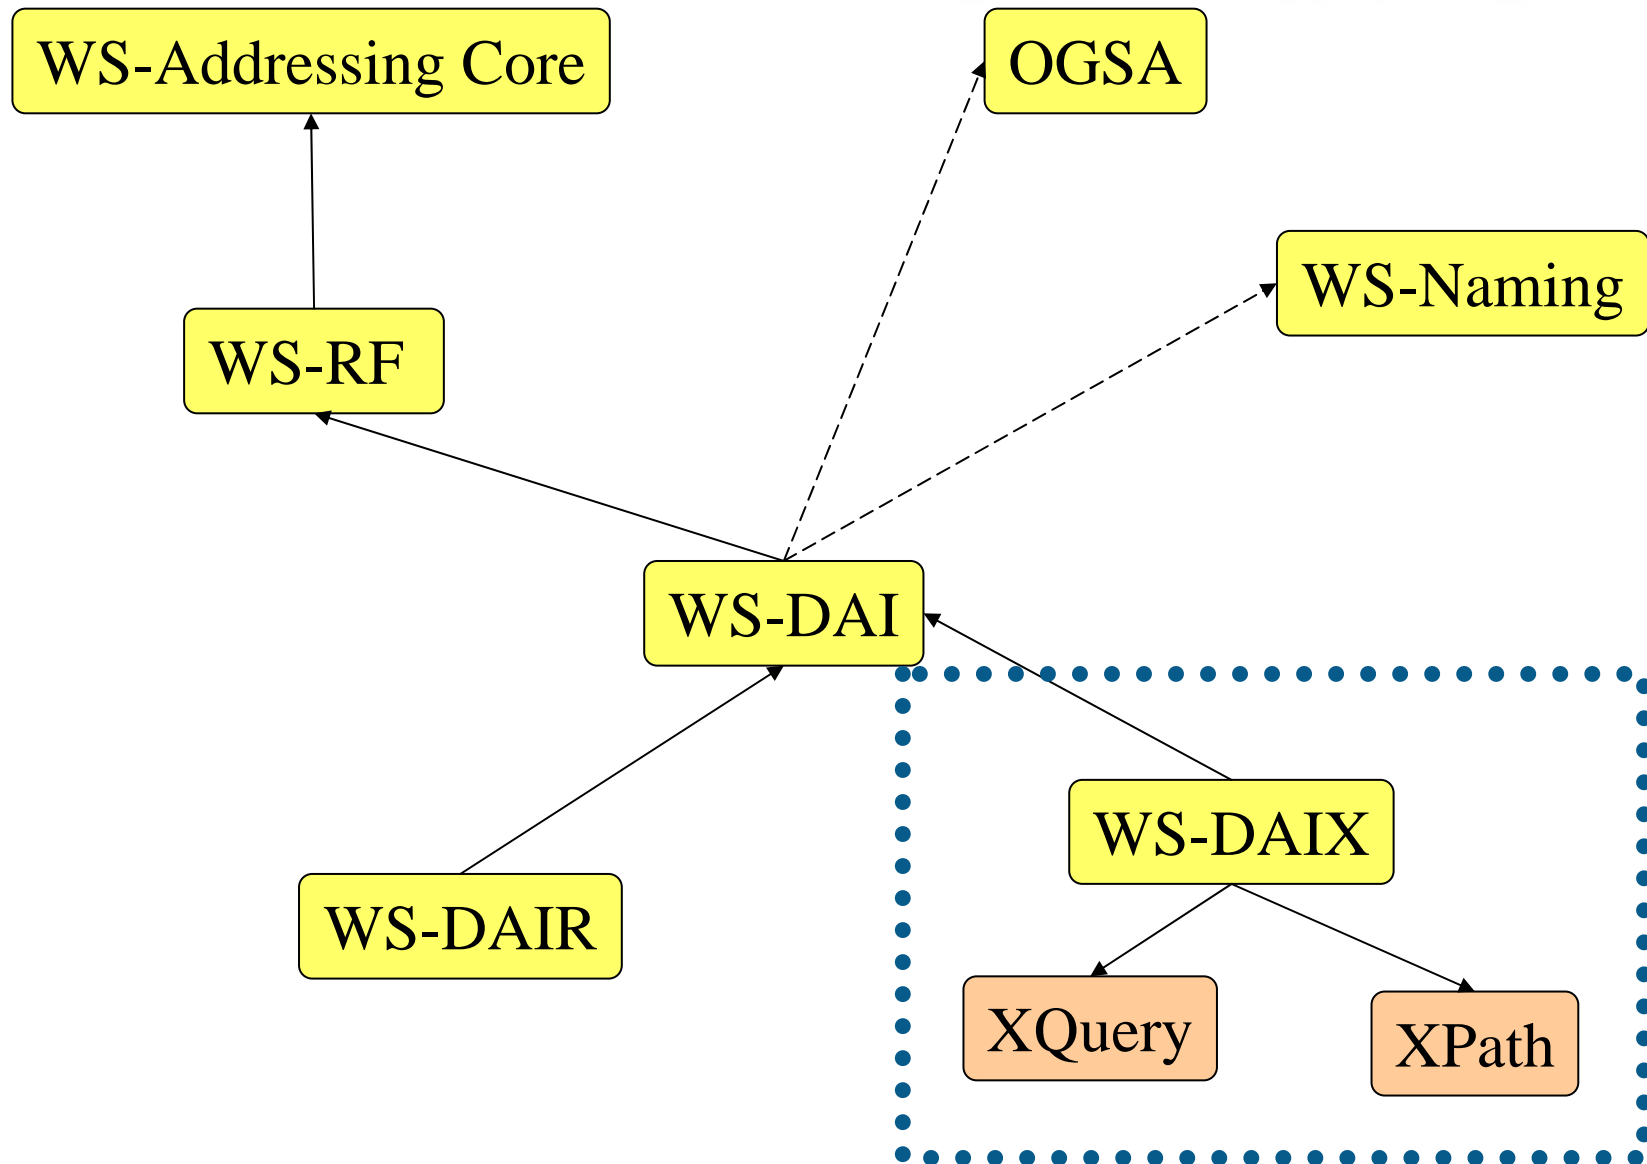 WS-Addressing Core
OGSA
WS-Naming
WS-RF
WS-DAI
WS-DAIX
WS-DAIR
XQuery
XPath